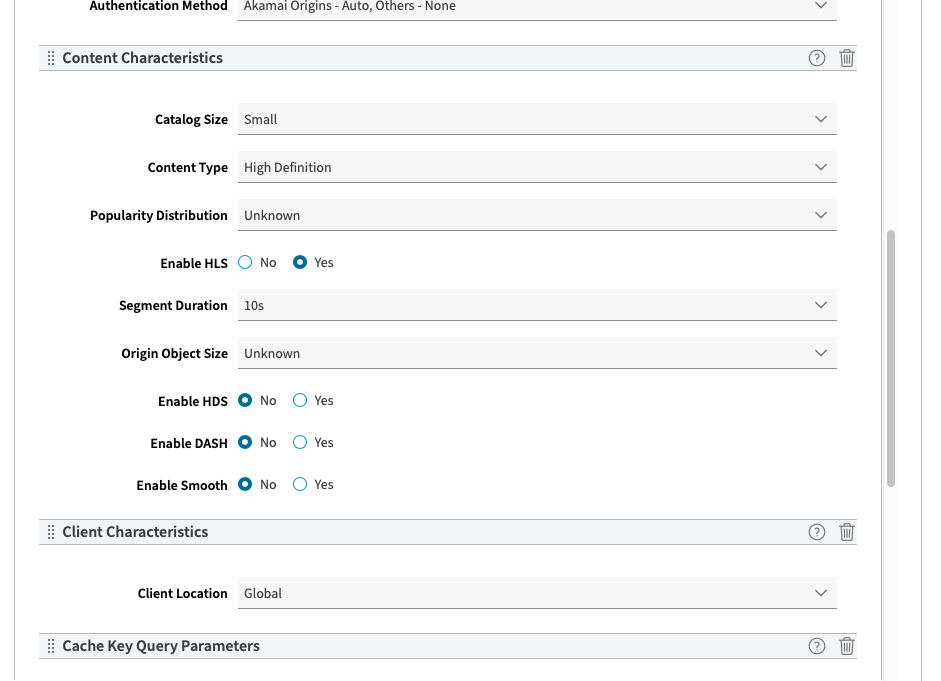 Authentication Method Akamai Origins - Auto, Others - None
Content Characteristics ?
Catalog Size Small
Content Type High Definition
Popularity Distribution Unknown
Enable HLS No Yes
Segment Duration 10s
Origin Object Size Unknown
Enable HDS No Yes
Enable DASH No Yes
Enable Smooth No Yes
Client Characteristics ?
Client Location Global
Cache Key Query Parameters ?